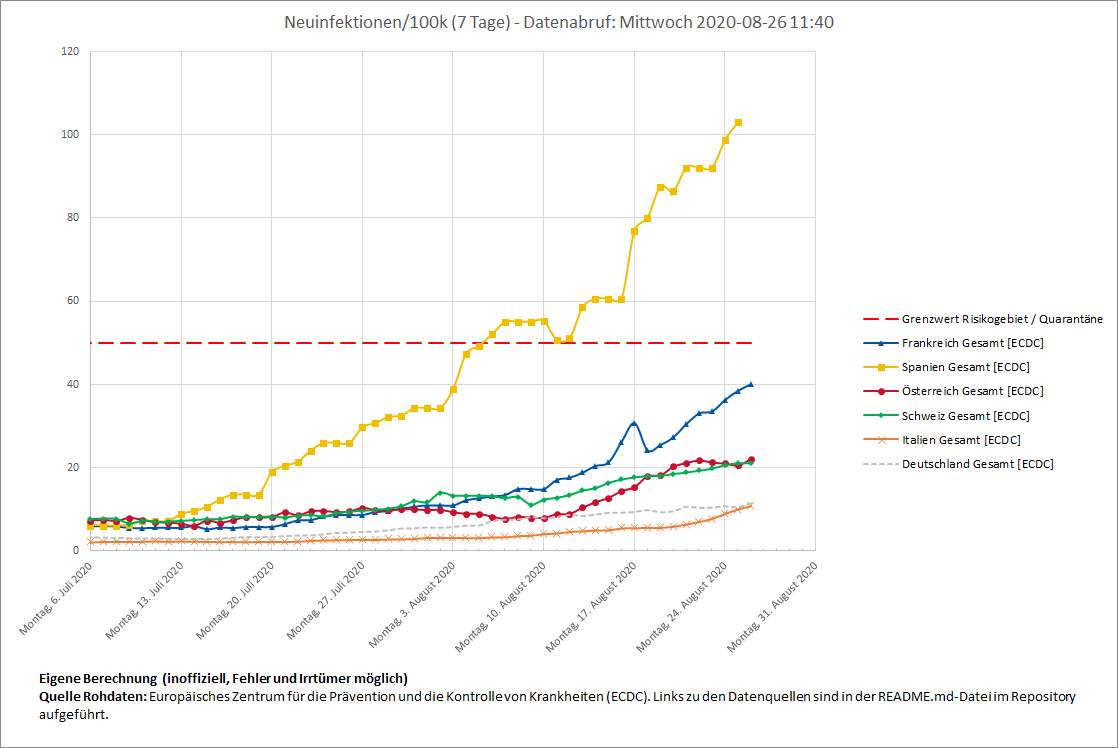 Neuinfektionen/100k (7 Tage) - Datenabruf: Mittwoch 2020-08-26 11:40
120
100
80
60
40
20
0
Montag, 6. Juli 2020
Montag, 13. Juli 2020
Montag, 20. Juli 2020
Montag, 27. Juli 2020
Montag, 3. August 2020
Montag, 10. August 2020
Montag, 17. August 2020
Montag, 24. August 2020
Montag, 31. August 2020
Grenzwert Risikogebiet / Quarantäne
Frankreich Gesamt [ECDC]
Spanien Gesamt [ECDC]
Österreich Gesamt [ECDC]
Schweiz Gesamt [ECDC]
Italien Gesamt [ECDC]
Deutschland Gesamt [ECDC]
Eigene Berechnung (inoffiziell, Fehler und Irrtümer möglich)
Quelle Rohdaten: Europäisches Zentrum für die Prävention und die Kontrolle von Krankheiten (ECDC). Links zu den Datenquellen sind in der README.md-Datei im Repository
aufgeführt.